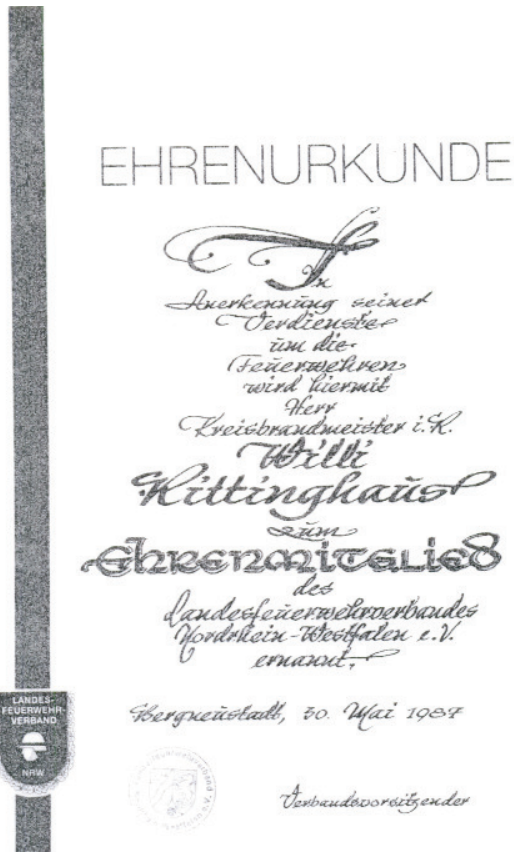 EHRENURKUNDE
In
Anerkennung seiner
Verdienste
um die
Feuerwehren
wird hiermit
Herr
Kreisbrandmeister i.R.
Willi
Rittinghaus
zum
Ehrenmitglied
des
Landesfeuerwehrverbandes
Nordrhein-Westfalen e.V.
ernannt.
Bergneustadt, 30. Mai 1987
Verbandsvorsitzender
LANDES-
FEUERWEHR-
VERBAND
NRW